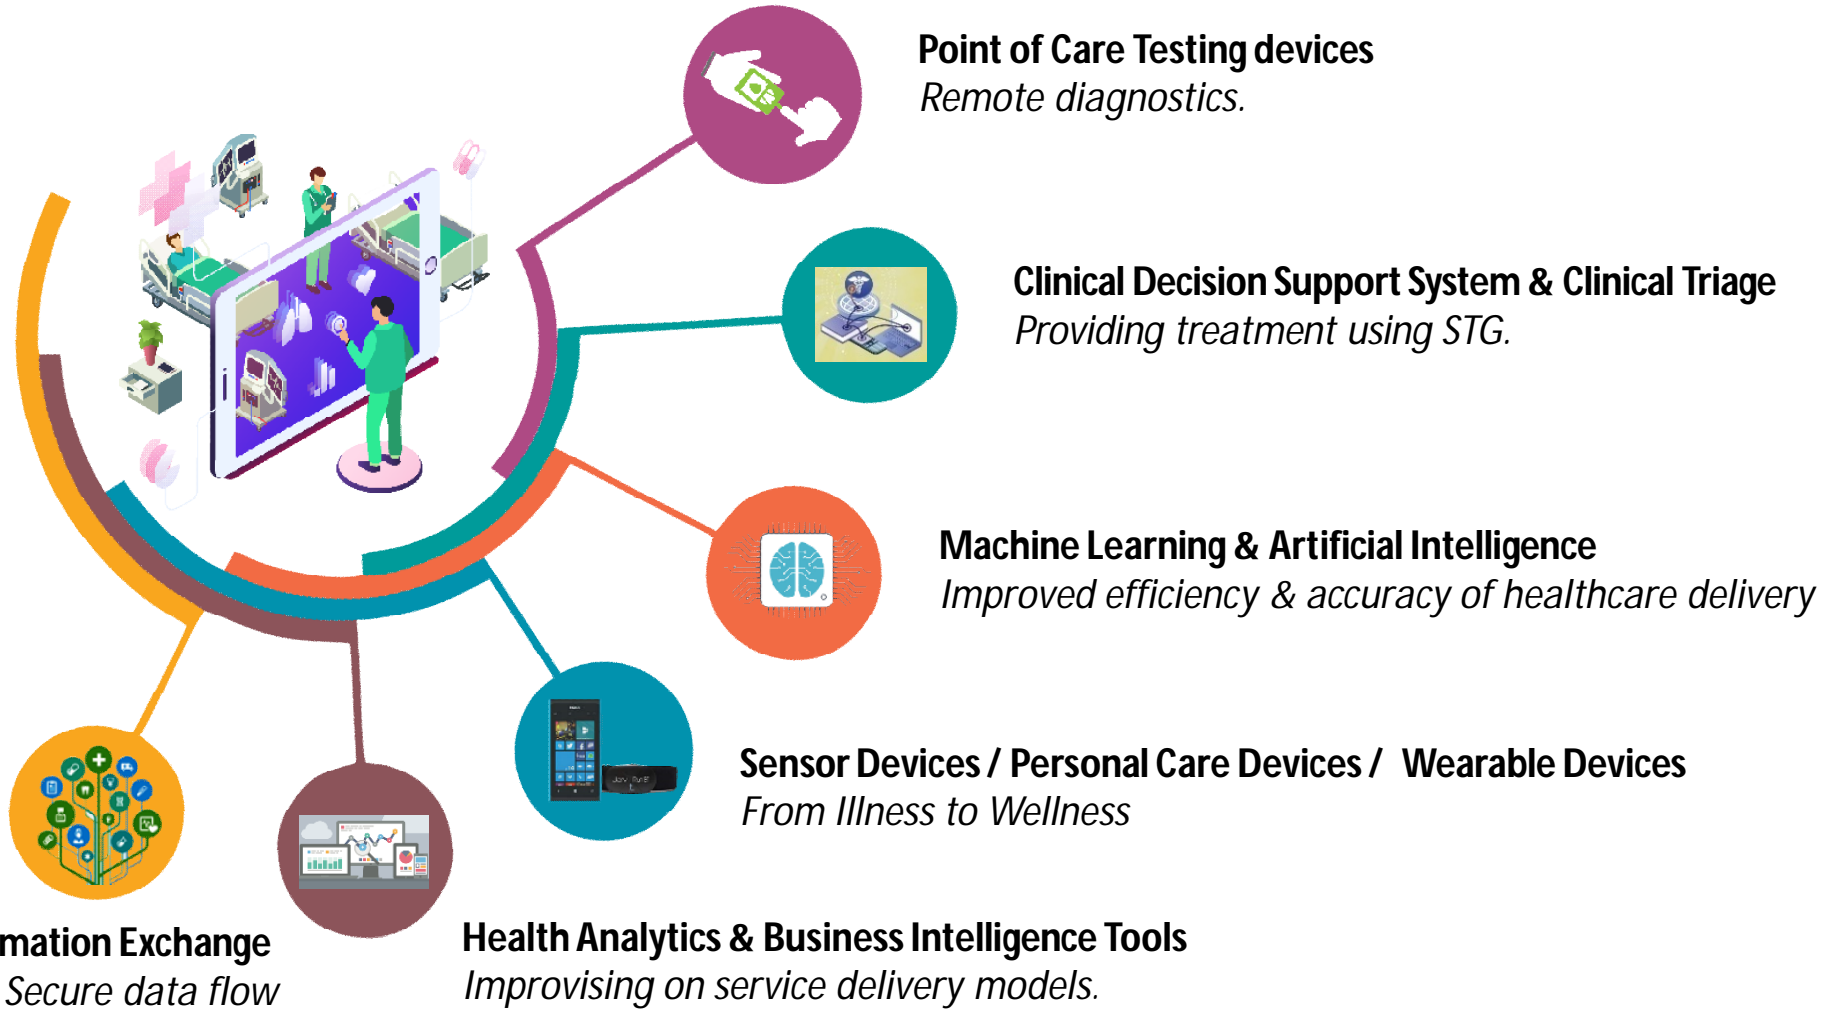 Point of Care Testing devices
Remote diagnostics.
Clinical Decision Support System & Clinical Triage
Providing treatment using STG.
Machine Learning & Artificial Intelligence
Improved efficiency & accuracy of healthcare delivery
Sensor Devices / Personal Care Devices / Wearable Devices
From Illness to Wellness
mation Exchange
Secure data flow
Health Analytics & Business Intelligence Tools
Improvising on service delivery models.